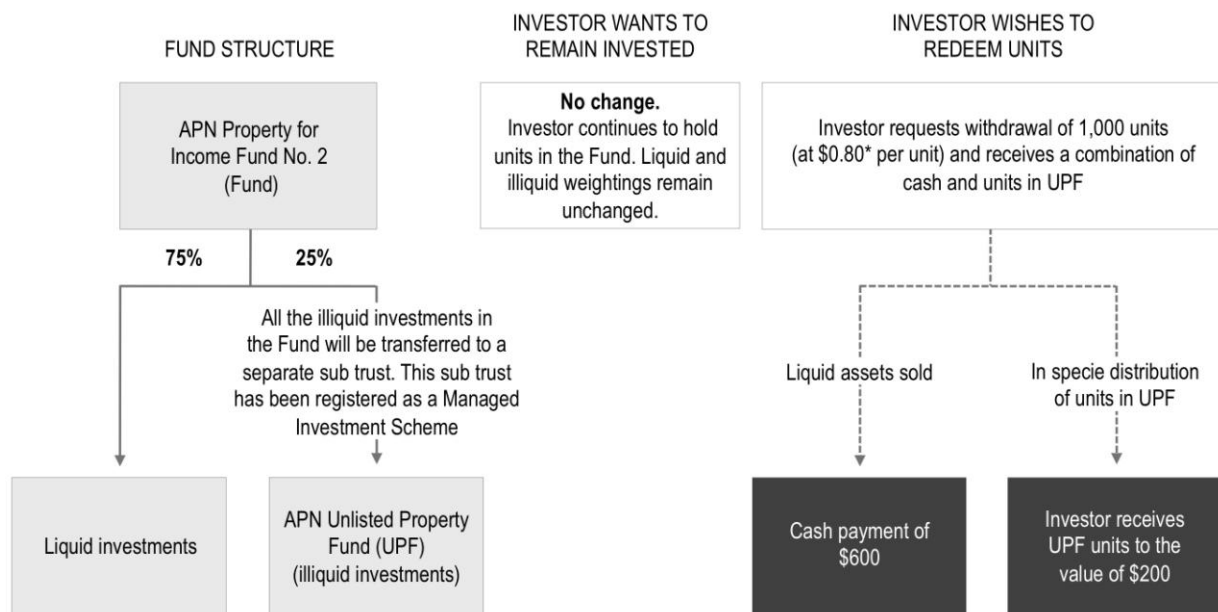 FUND STRUCTURE
INVESTOR WANTS TO
REMAIN INVESTED
INVESTOR WISHES TO
REDEEM UNITS
APN Property for
Income Fund No. 2
(Fund)
No change.
Investor continues to hold
units in the Fund. Liquid and
illiquid weightings remain
unchanged.
Investor requests withdrawal of 1,000 units
(at $0.80* per unit) and receives a combination of
cash and units in UPF
75%
25%
All the illiquid investments in
the Fund will be transferred to a
separate sub trust. This sub trust
has been registered as a Managed
Investment Scheme
Liquid assets sold
In specie distribution
of units in UPF
Liquid investments
APN Unlisted Property
Fund (UPF)
(illiquid investments)
Cash payment of
$600
Investor receives
UPF units to the
value of $200